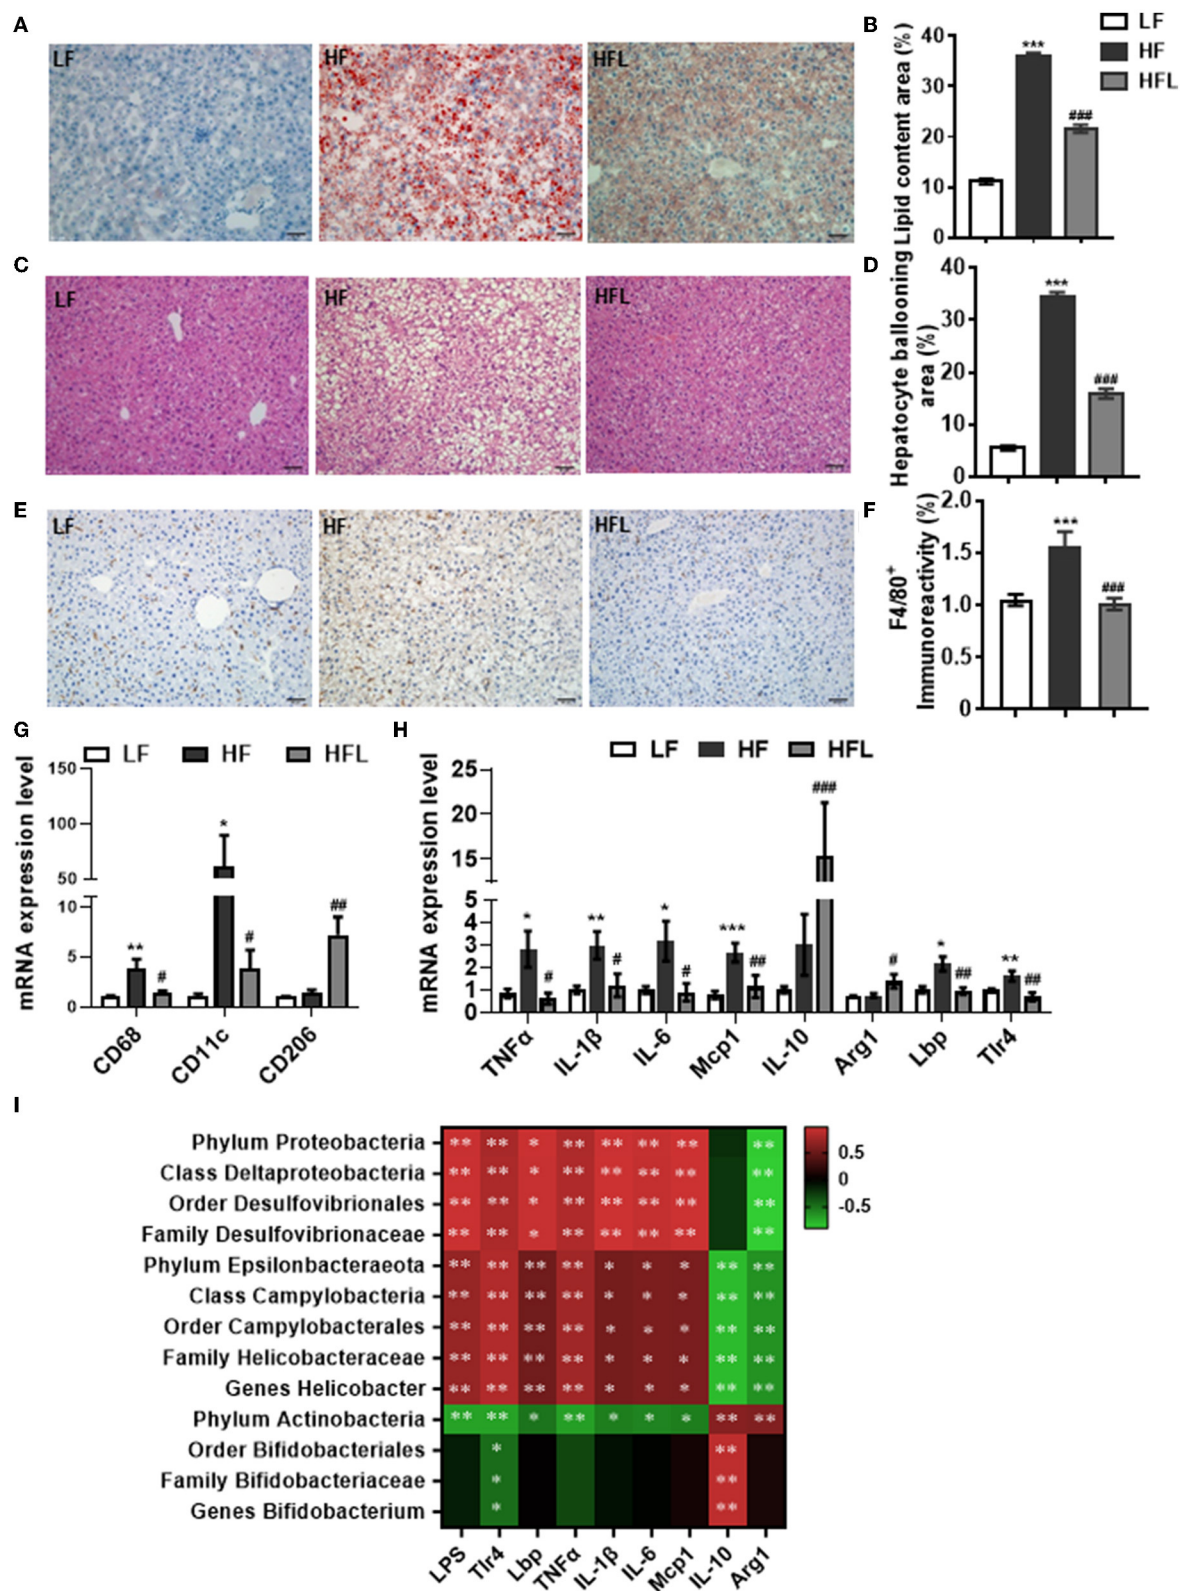 A
LF
HF
HFL
B
Lipid content area (%)
40
30
20
10
0
***
###
LF
HF
HFL
C
LF
HF
HFL
D
Hepatocyte ballooning
area (%)
40
30
20
10
0
***
###
E
LF
HF
HFL
F
F4/80+
Immunoreactivity (%)
2.0
1.5
1.0
0.5
0
***
###
G
LF HF HFL
mRNA expression level
150
100
50
10
5
0
** # * # ##
CD68 CD11c CD206
H
LF HF HFL
mRNA expression level
25
20
15
5
4
3
2
1
0
* # ** # * # *** ## ### # * ## ** ##
TNFα IL-1β IL-6 Mcp1 IL-10 Arg1 Lbp Tlr4
I
Phylum Proteobacteria ** ** * ** ** ** ** **
Class Deltaproteobacteria ** ** * ** ** ** ** **
Order Desulfovibrionales ** ** * ** ** ** ** **
Family Desulfovibrionaceae ** ** * ** ** ** ** **
Phylum Epsilonbacteraeota ** ** ** ** * * * ** **
Class Campylobacteria ** ** ** ** * * * ** **
Order Campylobacterales ** ** ** ** * * * ** **
Family Helicobacteraceae ** ** ** ** * * * ** **
Genes Helicobacter ** ** ** ** * * * ** **
Phylum Actinobacteria ** ** * ** * * * ** **
Order Bifidobacteriales * **
Family Bifidobacteriaceae * **
Genes Bifidobacterium * **
LPS Tlr4 Lbp TNFα IL-1β IL-6 Mcp1 IL-10 Arg1
0.5
0
-0.5